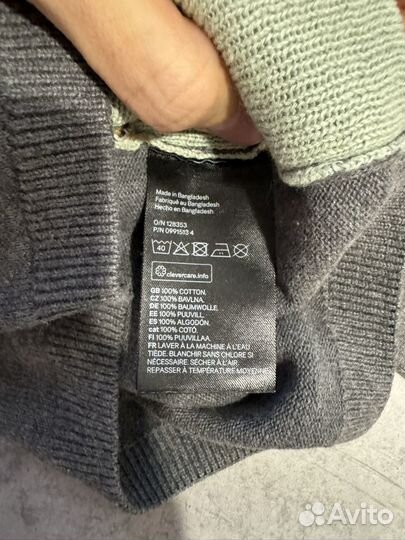 Made in Bangladesh
Fabriqué au Bangladesh
Hecho en Bangladesh
O/N 128353
P/N 0991513 4
40
clevercare.info
GB 100% COTTON.
CZ 100% BAVLNA.
DE 100% BAUMWOLLE.
EE 100% PUUVILL.
ES 100% ALGODÓN.
cat 100% COTÓ.
FI 100% PUUVILLAA.
FR LAVER À LA MACHINE À L'EAU
TIÈDE. BLANCHIR SANS CHLORE SI
NÉCESSAIRE. SÉCHER À L'AIR.
REPASSER À TEMPÉRATURE MOYENNE
Avito